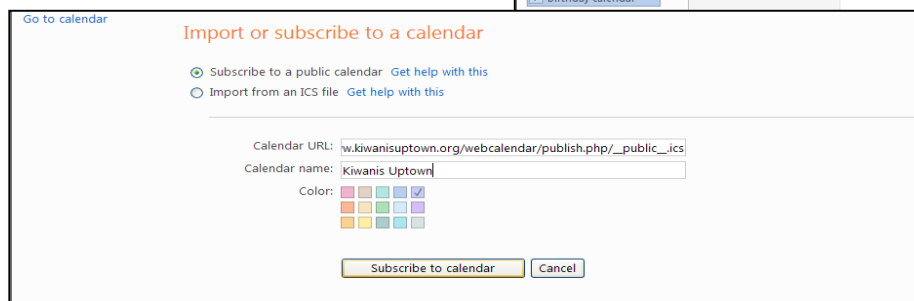 birthday calendar
Go to calendar
Import or subscribe to a calendar
Subscribe to a public calendar Get help with this
Import from an ICS file Get help with this
Calendar URL: w.kiwanisuptown.org/webcalendar/publish.php/__public__.ics
Calendar name: Kiwanis Uptown
Color:
Subscribe to calendar Cancel